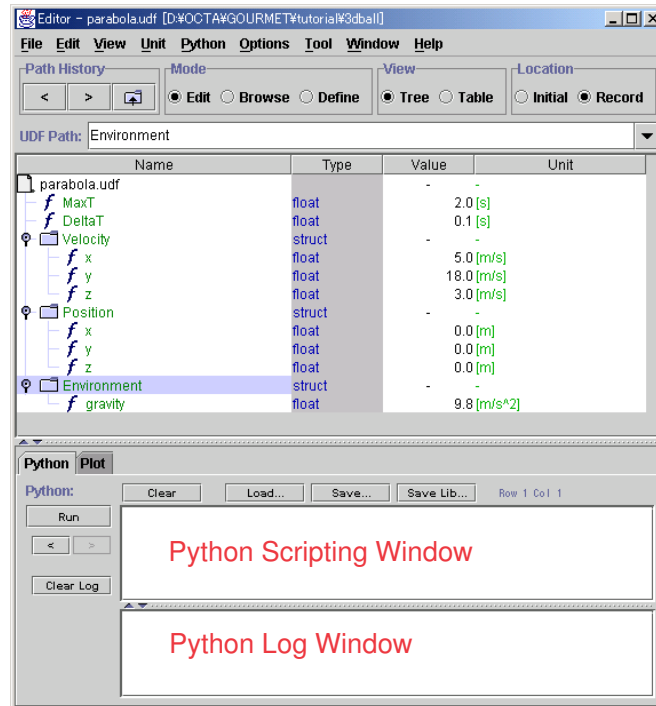 Editor - parabola.udf [D:¥OCTA¥GOURMET¥tutorial¥3dball]
File Edit View Unit Python Options Tool Window Help
Path History Mode View Location
< > Edit Browse Define Tree Table Initial Record
UDF Path: Environment
Name Type Value Unit
parabola.udf - -
f MaxT float 2.0 [s]
f DeltaT float 0.1 [s]
Velocity struct - -
f x float 5.0 [m/s]
f y float 18.0 [m/s]
f z float 3.0 [m/s]
Position struct - -
f x float 0.0 [m]
f y float 0.0 [m]
f z float 0.0 [m]
Environment struct - -
f gravity float 9.8 [m/s^2]
Python Plot
Python: Clear Load... Save... Save Lib... Row 1 Col 1
Run
< >
Clear Log
Python Scripting Window
Python Log Window